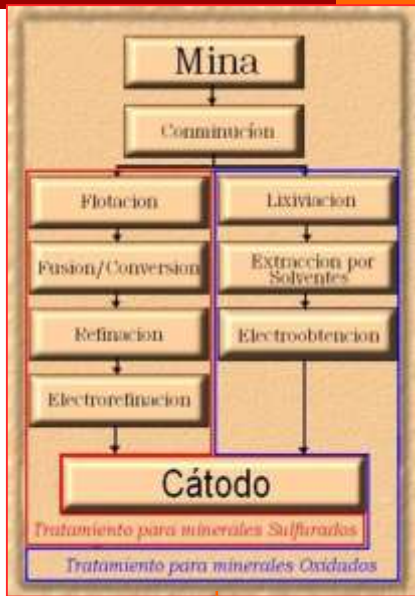 Mina
Conminucíon
Flotacion
Lixiviacion
Fusion/Conversion
Extraccion por
Solventes
Refinacion
Electroobtencion
Electrorefinacion
Cátodo
Tratamiento para minerales Sulfurados
Tratamiento para minerales Oxidados